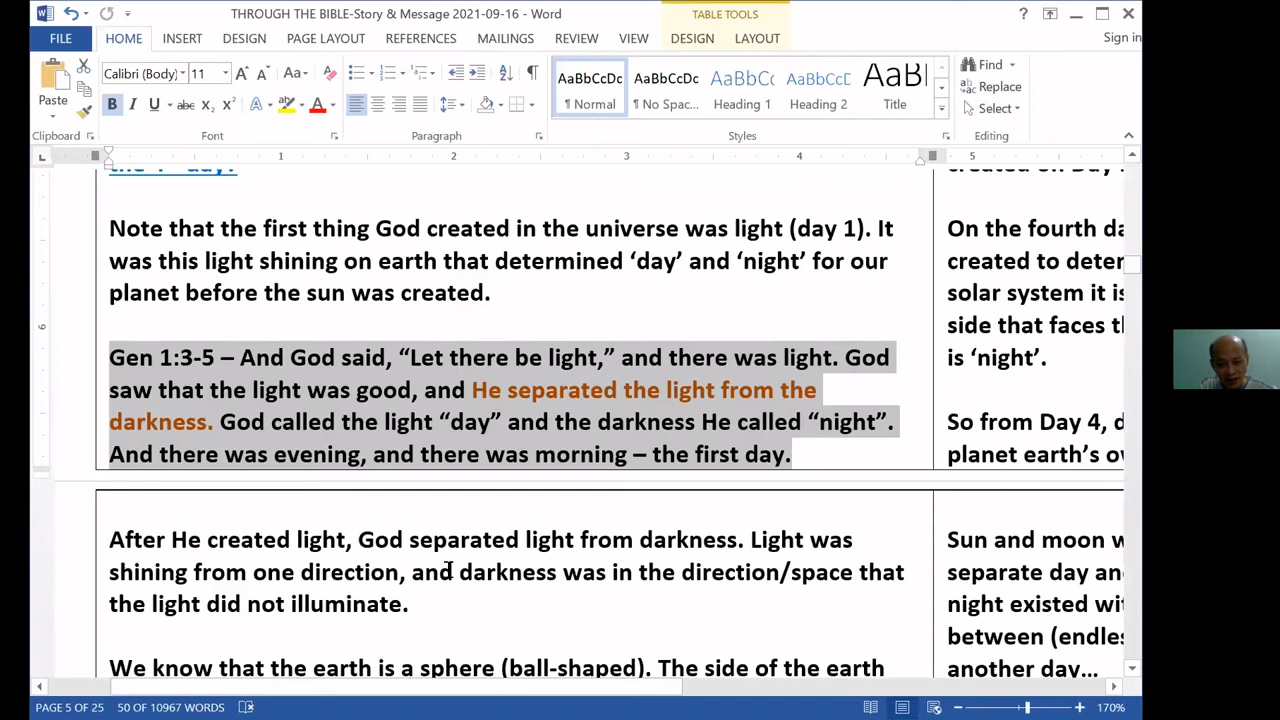 THROUGH THE BIBLE-Story & Message 2021-09-16 - Word
TABLE TOOLS
Sign in
FILE HOME INSERT DESIGN PAGE LAYOUT REFERENCES MAILINGS REVIEW VIEW DESIGN LAYOUT
Paste
Calibri (Body) 11
AaBbCcDc AaBbCcDc AaBbCc AaBbCcDc AaBl
¶ Normal ¶ No Spac... Heading 1 Heading 2 Title
Find
Replace
Select
Clipboard Font Paragraph Styles Editing
1 2 3 4 5
Note that the first thing God created in the universe was light (day 1). It
was this light shining on earth that determined ‘day’ and ‘night’ for our
planet before the sun was created.
Gen 1:3-5 – And God said, “Let there be light,” and there was light. God
saw that the light was good, and He separated the light from the
darkness. God called the light “day” and the darkness He called “night”.
And there was evening, and there was morning – the first day.
After He created light, God separated light from darkness. Light was
shining from one direction, and darkness was in the direction/space that
the light did not illuminate.
We know that the earth is a sphere (ball-shaped). The side of the earth
On the fourth da
created to deter
solar system it is
side that faces th
is ‘night’.
So from Day 4, d
planet earth’s ov
Sun and moon w
separate day an
night existed wi
between (endles
another day...
PAGE 5 OF 25 50 OF 10967 WORDS 170%